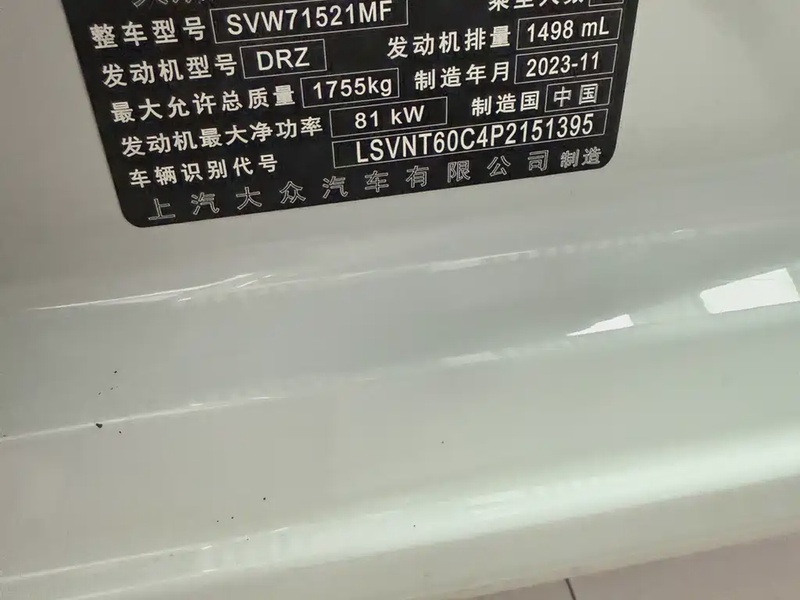 整车型号 SVW71521MF
发动机型号 DRZ 发动机排量 1498 mL
最大允许总质量 1755kg 制造年月 2023-11
发动机最大净功率 81 kW 制造国 中国
车辆识别代号 LSVNT60C4P2151395
上汽大众汽车有限公司 制造